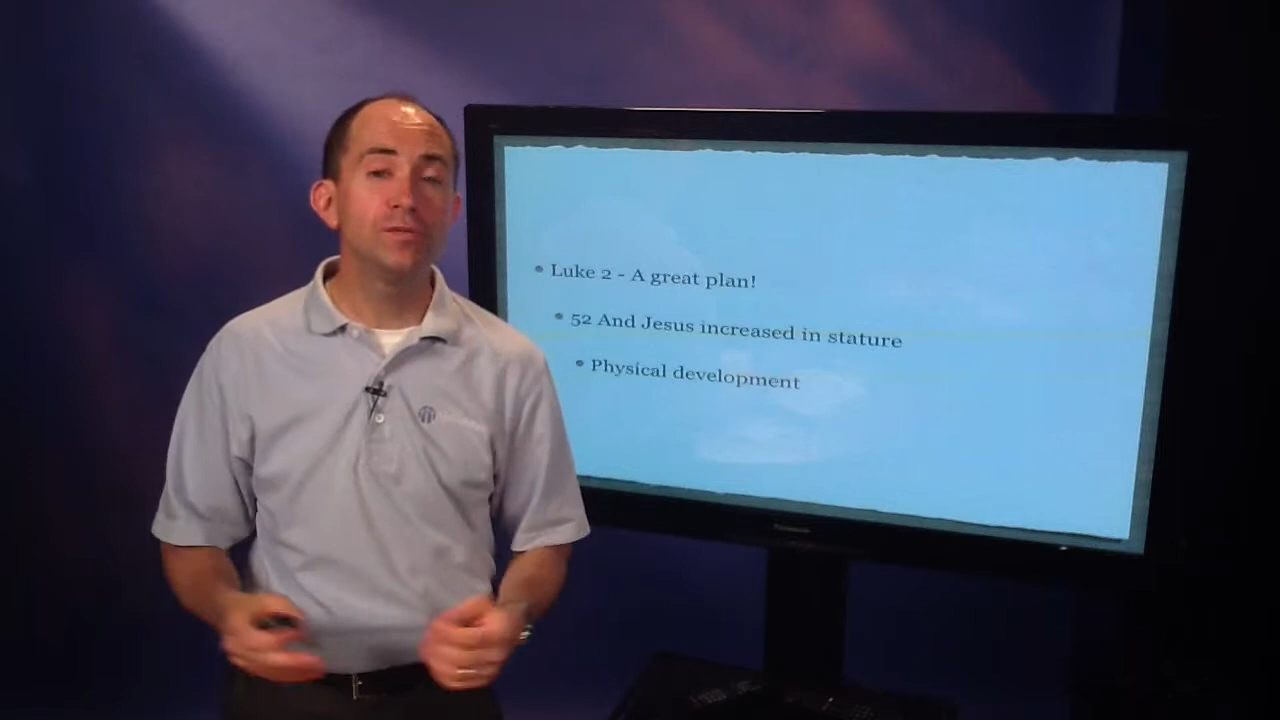 Luke 2 - A great plan!
52 And Jesus increased in stature
Physical development